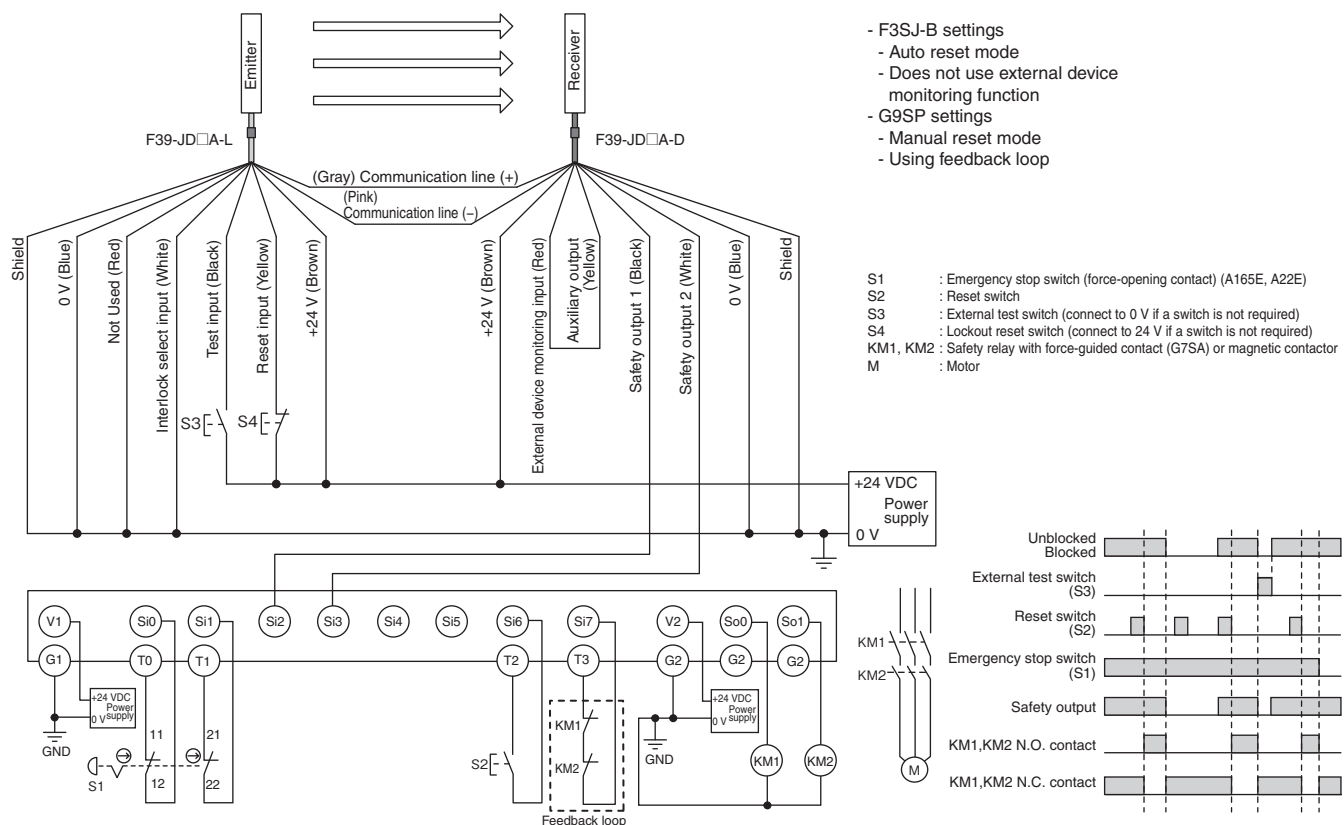 Emitter
Receiver
F39-JD□A-L
F39-JD□A-D
(Gray) Communication line (+)
(Pink)
Communication line (−)
Shield
0 V (Blue)
Not Used (Red)
Interlock select input (White)
Test input (Black)
Reset input (Yellow)
+24 V (Brown)
+24 V (Brown)
External device monitoring input (Red)
Auxiliary output
(Yellow)
Safety output 1 (Black)
Safety output 2 (White)
0 V (Blue)
Shield
S3
S4
- F3SJ-B settings
- Auto reset mode
- Does not use external device
monitoring function
- G9SP settings
- Manual reset mode
- Using feedback loop
S1 : Emergency stop switch (force-opening contact) (A165E, A22E)
S2 : Reset switch
S3 : External test switch (connect to 0 V if a switch is not required)
S4 : Lockout reset switch (connect to 24 V if a switch is not required)
KM1, KM2 : Safety relay with force-guided contact (G7SA) or magnetic contactor
M : Motor
+24 VDC
Power
supply
0 V
V1 Si0 Si1 Si2 Si3 Si4 Si5 Si6 Si7 V2 So0 So1
G1 T0 T1 T2 T3 G2 G2 G2
+24 VDC
Power
supply
0 V
GND
11
12
21
22
S1
S2
KM1
KM2
Feedback loop
+24 VDC
Power
supply
0 V
GND
KM1
KM2
KM1
KM2
M
Unblocked
Blocked
External test switch
(S3)
Reset switch
(S2)
Emergency stop switch
(S1)
Safety output
KM1,KM2 N.O. contact
KM1,KM2 N.C. contact